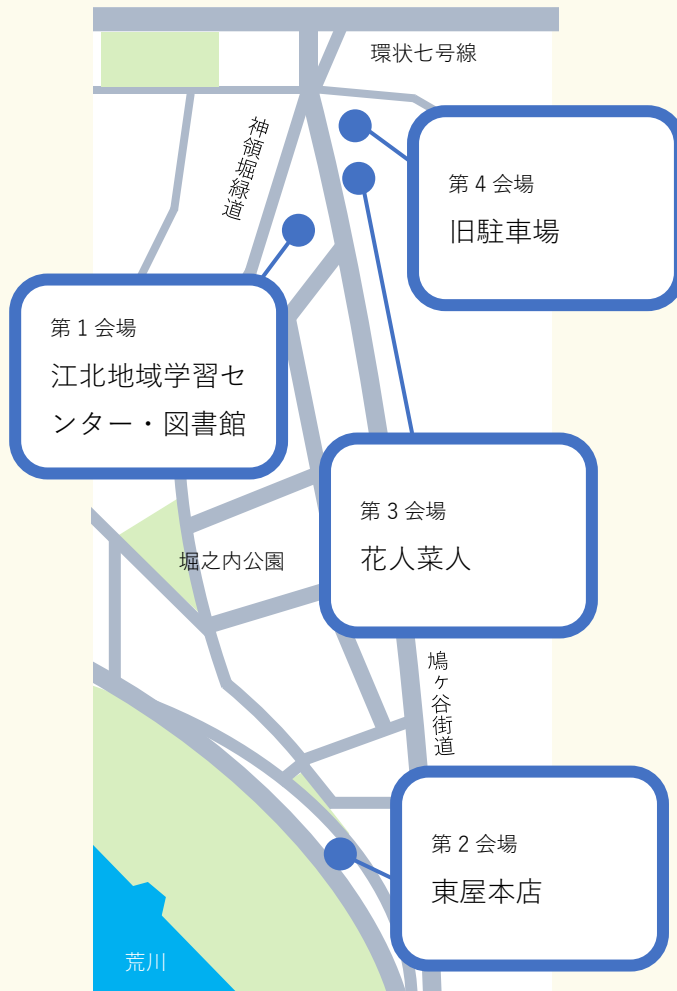 環状七号線
神領堀緑道
第4会場
旧駐車場
第1会場
江北地域学習セ
ンター・図書館
第3会場
花人菜人
堀之内公園
鳩ヶ谷街道
第2会場
東屋本店
荒川